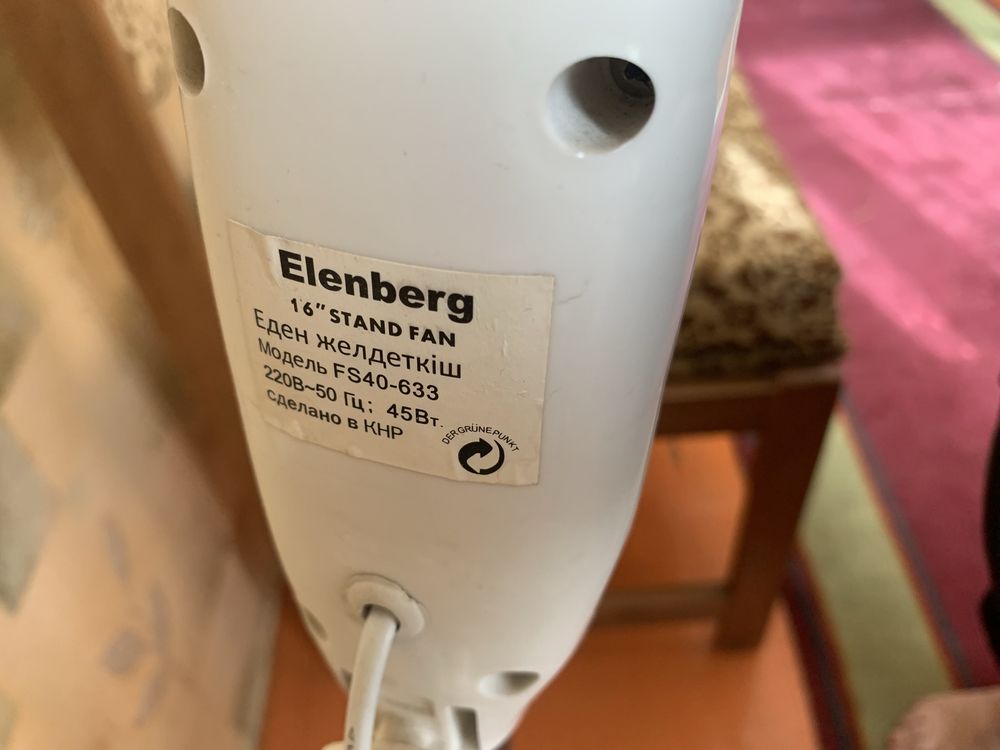 Elenberg
16" STAND FAN
Еден желдеткіш
Модель FS40-633
220В~50 Гц; 45Вт.
сделано в КНР
DER GRÜNE PUNKT